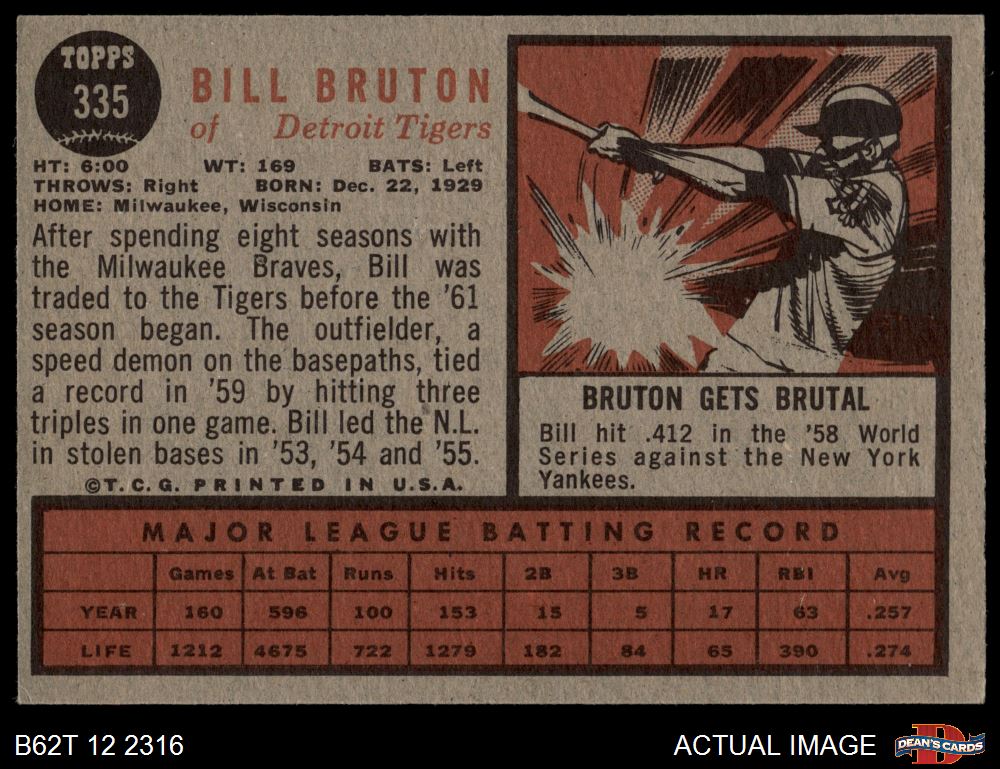 TOPPS
335
BILL BRUTON
of Detroit Tigers
HT: 6:00 WT: 169 BATS: Left
THROWS: Right BORN: Dec. 22, 1929
HOME: Milwaukee, Wisconsin
After spending eight seasons with
the Milwaukee Braves, Bill was
traded to the Tigers before the '61
season began. The outfielder, a
speed demon on the basepaths, tied
a record in '59 by hitting three
triples in one game. Bill led the N.L.
in stolen bases in '53, '54 and '55.
©T.C.G. PRINTED IN U.S.A.
BRUTON GETS BRUTAL
Bill hit .412 in the '58 World
Series against the New York
Yankees.
MAJOR LEAGUE BATTING RECORD
Games At Bat Runs Hits 2B 3B HR RBI Avg
YEAR 160 596 100 153 15 5 17 63 .257
LIFE 1212 4675 722 1279 182 84 65 390 .274
B62T 12 2316 ACTUAL IMAGE D DEAN'S CARDS